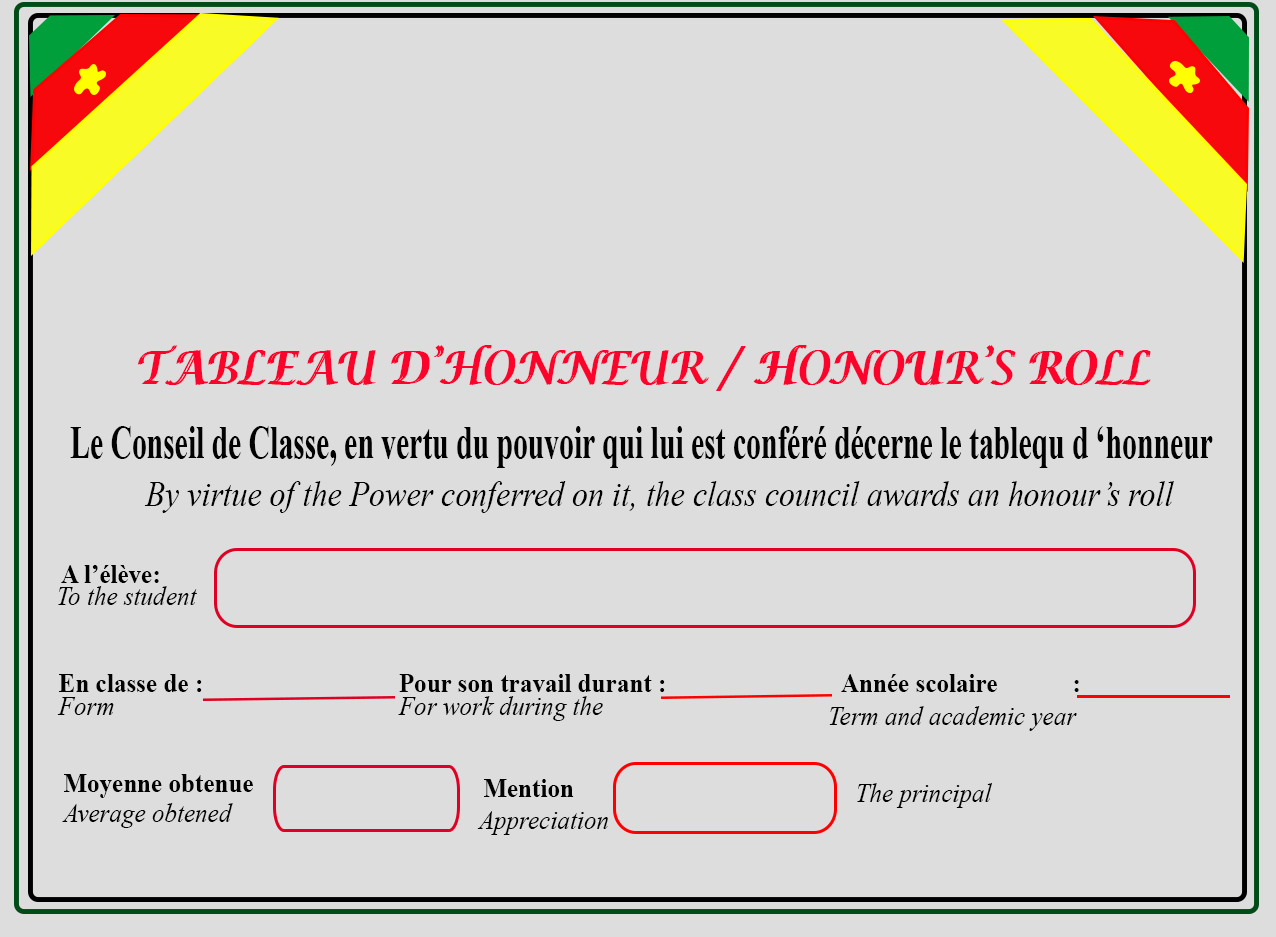 TABLEAU D’HONNEUR / HONOUR’S ROLL
Le Conseil de Classe, en vertu du pouvoir qui lui est conféré décerne le tablequ d ‘honneur
By virtue of the Power conferred on it, the class council awards an honour’s roll
A l’élève:
To the student
En classe de : Pour son travail durant : Année scolaire :
Form For work during the Term and academic year
Moyenne obtenue Mention
Average obtened Appreciation The principal